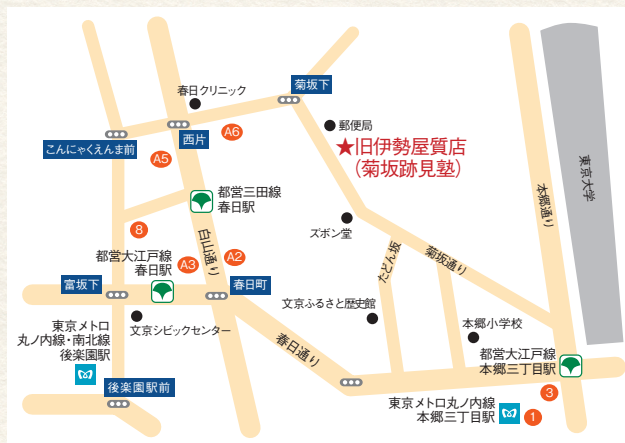 菊坂下
春日クリニック
郵便局
A6
西片
★旧伊勢屋質店
（菊坂跡見塾）
こんにゃくえんま前
A5
東京大学
本郷通り
都営三田線
春日駅
8
ズボン堂
白山通り
A2
たどん坂
菊坂通り
都営大江戸線
春日駅
A3
富坂下
春日町
文京ふるさと歴史館
文京シビックセンター
東京メトロ
丸ノ内線・南北線
後楽園駅
春日通り
本郷小学校
都営大江戸線
本郷三丁目駅
後楽園駅前
3
東京メトロ丸ノ内線
本郷三丁目駅
1